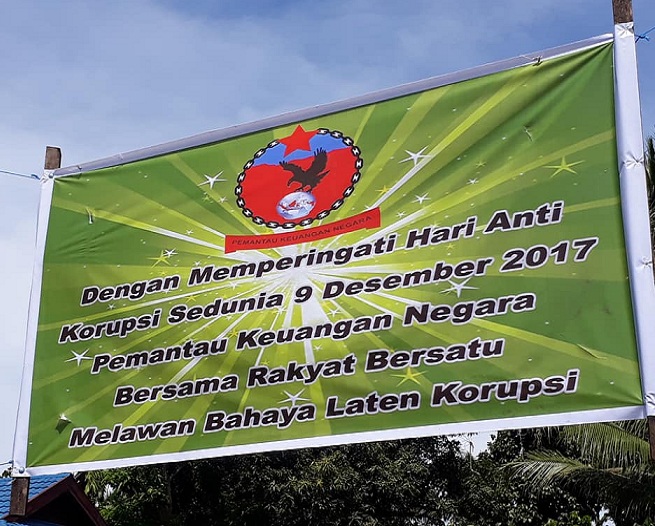 PEMANTAU KEUANGAN NEGARA
Dengan Memperingati Hari Anti
Korupsi Sedunia 9 Desember 2017
Pemantau Keuangan Negara
Bersama Rakyat Bersatu
Melawan Bahaya Laten Korupsi